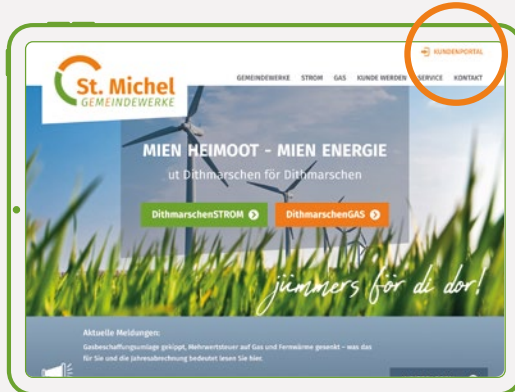 KUNDENPORTAL
St. Michel
GEMEINDEWERKE
GEMEINDEWERKE STROM GAS KUNDE WERDEN SERVICE KONTAKT
MIEN HEIMOOT - MIEN ENERGIE
ut Dithmarschen för Dithmarschen
DithmarschenSTROM
DithmarschenGAS
jümmers för di dor!
Aktuelle Meldungen:
Gasbeschaffungsumlage gekippt, Mehrwertsteuer auf Gas und Fernwärme gesenkt – was das
für Sie und die Jahresabrechnung bedeutet lesen Sie hier.